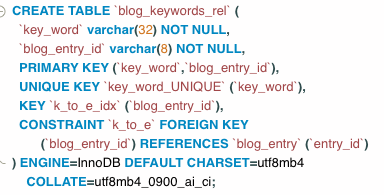 CREATE TABLE `blog_keywords_rel` (
`key_word` varchar(32) NOT NULL,
`blog_entry_id` varchar(8) NOT NULL,
PRIMARY KEY (`key_word`,`blog_entry_id`),
UNIQUE KEY `key_word_UNIQUE` (`key_word`),
KEY `k_to_e_idx` (`blog_entry_id`),
CONSTRAINT `k_to_e` FOREIGN KEY
(`blog_entry_id`) REFERENCES `blog_entry` (`entry_id`)
) ENGINE=InnoDB DEFAULT CHARSET=utf8mb4
COLLATE=utf8mb4_0900_ai_ci;